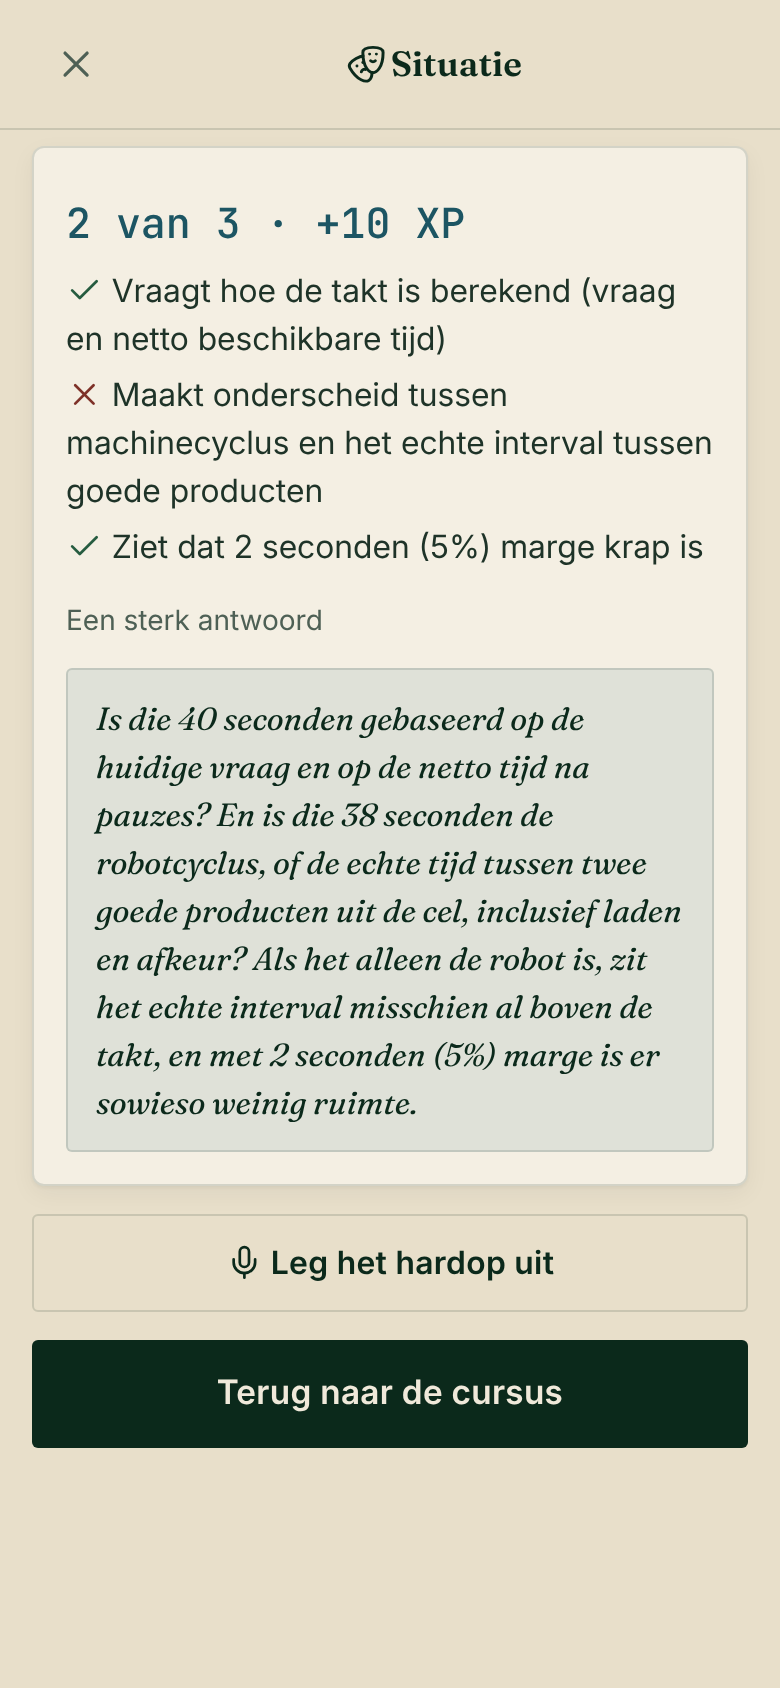 Situatie
2 van 3 · +10 XP
Vraagt hoe de takt is berekend (vraag
en netto beschikbare tijd)
Maakt onderscheid tussen
machinecyclus en het echte interval tussen
goede producten
Ziet dat 2 seconden (5%) marge krap is
Een sterk antwoord
Is die 40 seconden gebaseerd op de
huidige vraag en op de netto tijd na
pauzes? En is die 38 seconden de
robotcyclus, of de echte tijd tussen twee
goede producten uit de cel, inclusief laden
en afkeur? Als het alleen de robot is, zit
het echte interval misschien al boven de
takt, en met 2 seconden (5%) marge is er
sowieso weinig ruimte.
Leg het hardop uit
Terug naar de cursus